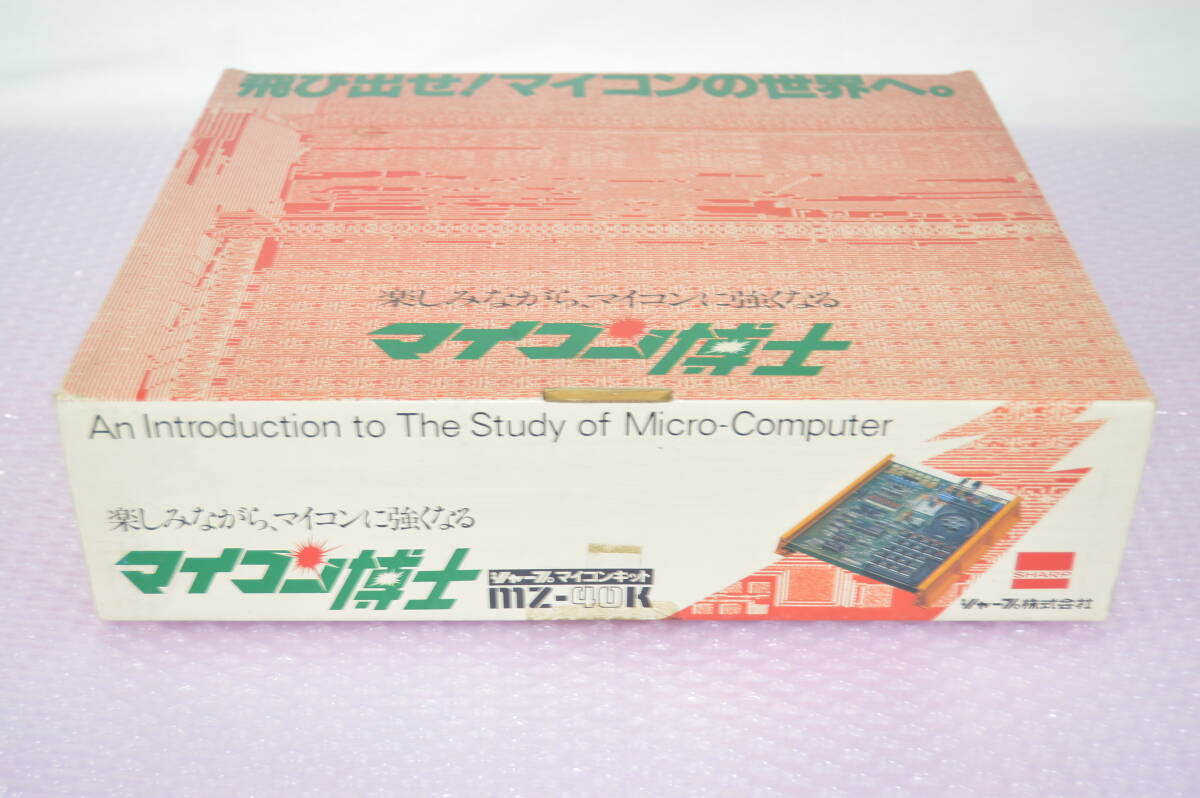 飛び出せ!マイコンの世界へ。
楽しみながら、マイコンに強くなる
マイコン博士
An Introduction to The Study of Micro-Computer
楽しみながら、マイコンに強くなる
マイコン博士
シャープマイコンキット
MZ-40K
SHARP
シャープ株式会社